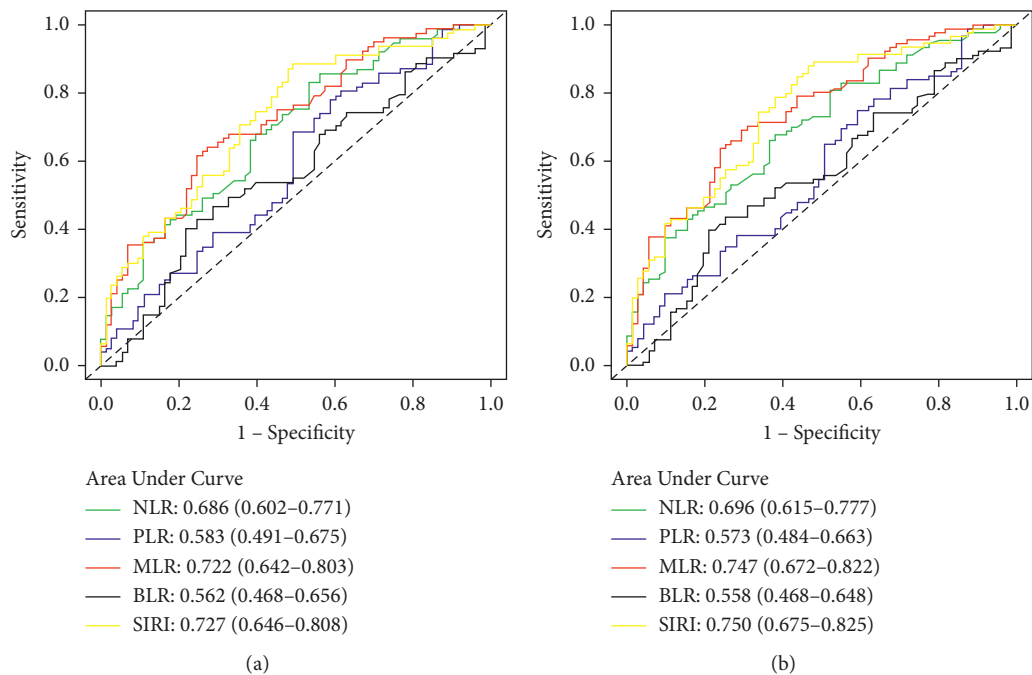 1.0
0.8
0.6
0.4
0.2
0.0
Sensitivity
0.0 0.2 0.4 0.6 0.8 1.0
1 – Specificity
Area Under Curve
NLR: 0.686 (0.602–0.771)
PLR: 0.583 (0.491–0.675)
MLR: 0.722 (0.642–0.803)
BLR: 0.562 (0.468–0.656)
SIRI: 0.727 (0.646–0.808)
(a)
1.0
0.8
0.6
0.4
0.2
0.0
Sensitivity
0.0 0.2 0.4 0.6 0.8 1.0
1 – Specificity
Area Under Curve
NLR: 0.696 (0.615–0.777)
PLR: 0.573 (0.484–0.663)
MLR: 0.747 (0.672–0.822)
BLR: 0.558 (0.468–0.648)
SIRI: 0.750 (0.675–0.825)
(b)